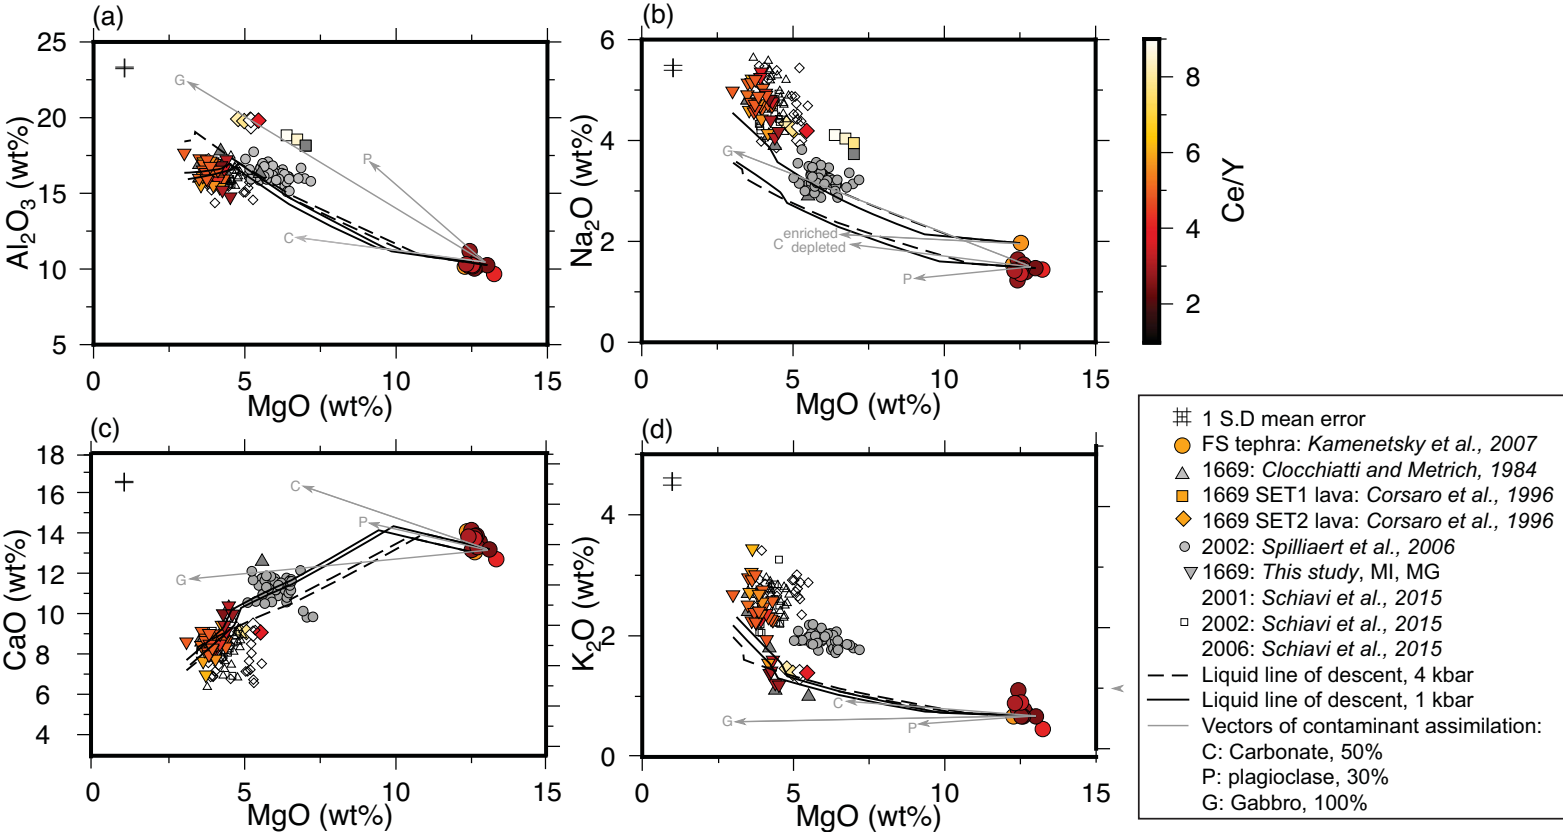 (a)
25
20
15
10
5
Al2O3 (wt%)
G
P
C
0 5 10 15
MgO (wt%)
(b)
6
4
2
0
Na2O (wt%)
G
enriched
C depleted
P
0 5 10 15
MgO (wt%)
8
6
4
2
Ce/Y
(c)
18
16
14
12
10
8
6
4
CaO (wt%)
C
P
G
0 5 10 15
MgO (wt%)
(d)
4
2
0
K2O (wt%)
C
G
P
0 5 10 15
MgO (wt%)
1 S.D mean error
FS tephra: Kamenetsky et al., 2007
1669: Clocchiatti and Metrich, 1984
1669 SET1 lava: Corsaro et al., 1996
1669 SET2 lava: Corsaro et al., 1996
2002: Spilliaert et al., 2006
1669: This study, MI, MG
2001: Schiavi et al., 2015
2002: Schiavi et al., 2015
2006: Schiavi et al., 2015
Liquid line of descent, 4 kbar
Liquid line of descent, 1 kbar
Vectors of contaminant assimilation:
C: Carbonate, 50%
P: plagioclase, 30%
G: Gabbro, 100%